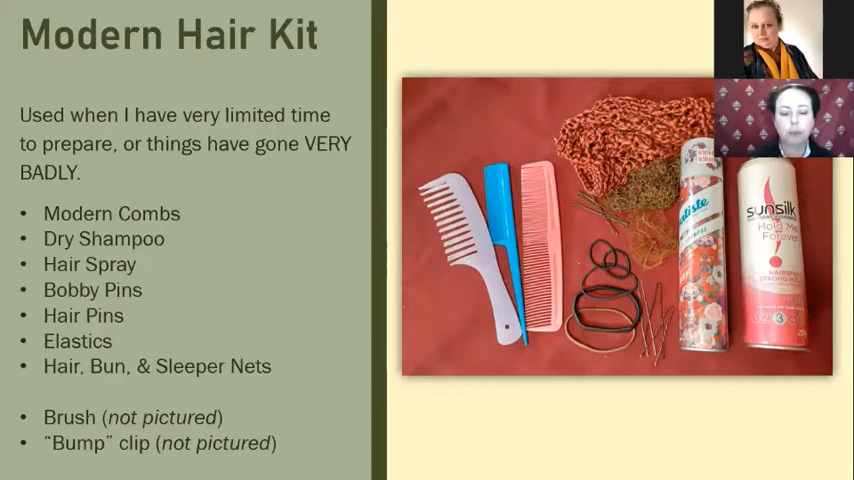 Modern Hair Kit
Used when I have very limited time
to prepare, or things have gone VERY
BADLY.
• Modern Combs
• Dry Shampoo
• Hair Spray
• Bobby Pins
• Hair Pins
• Elastics
• Hair, Bun, & Sleeper Nets
• Brush (not pictured)
• “Bump” clip (not pictured)
batiste
sunsilk
Hold Me
Forever
HAIRSPRAY
STRONG HOLD
3